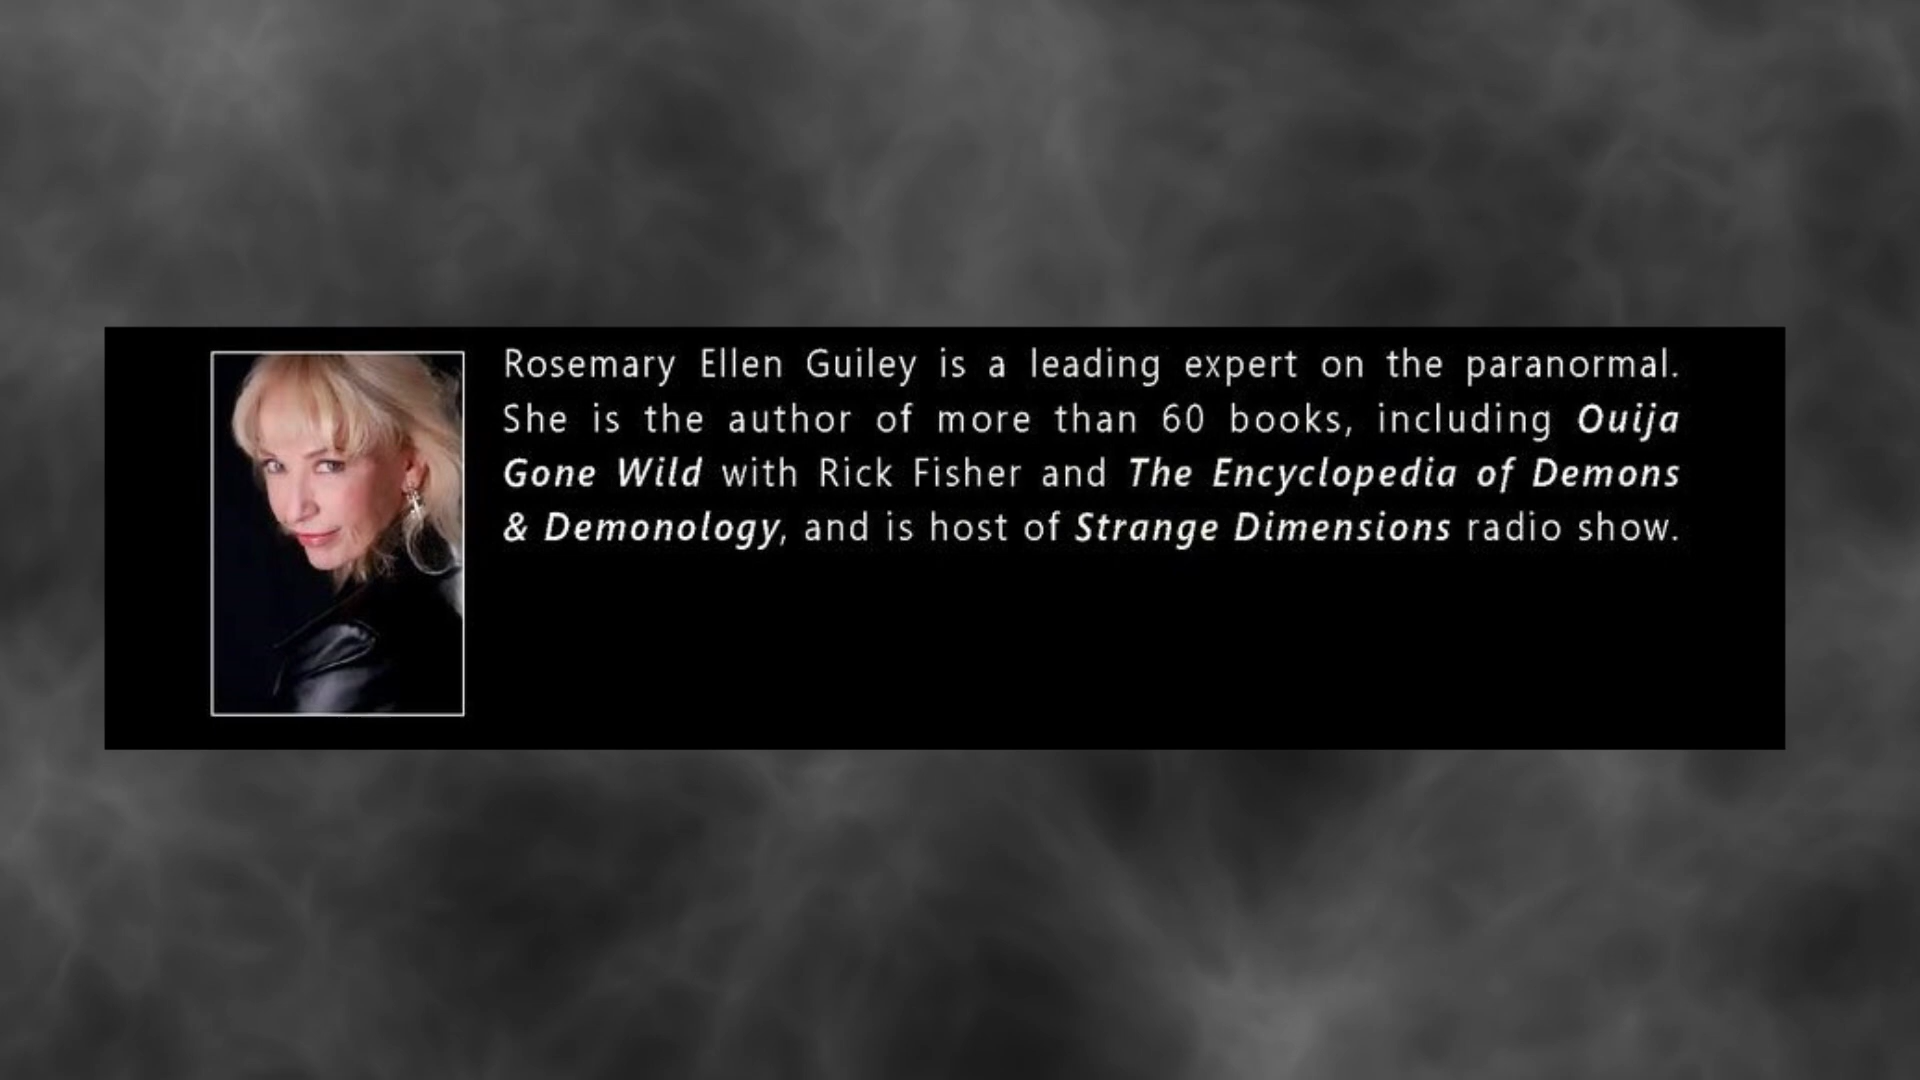 Rosemary Ellen Guiley is a leading expert on the paranormal.
She is the author of more than 60 books, including Ouija
Gone Wild with Rick Fisher and The Encyclopedia of Demons
& Demonology, and is host of Strange Dimensions radio show.